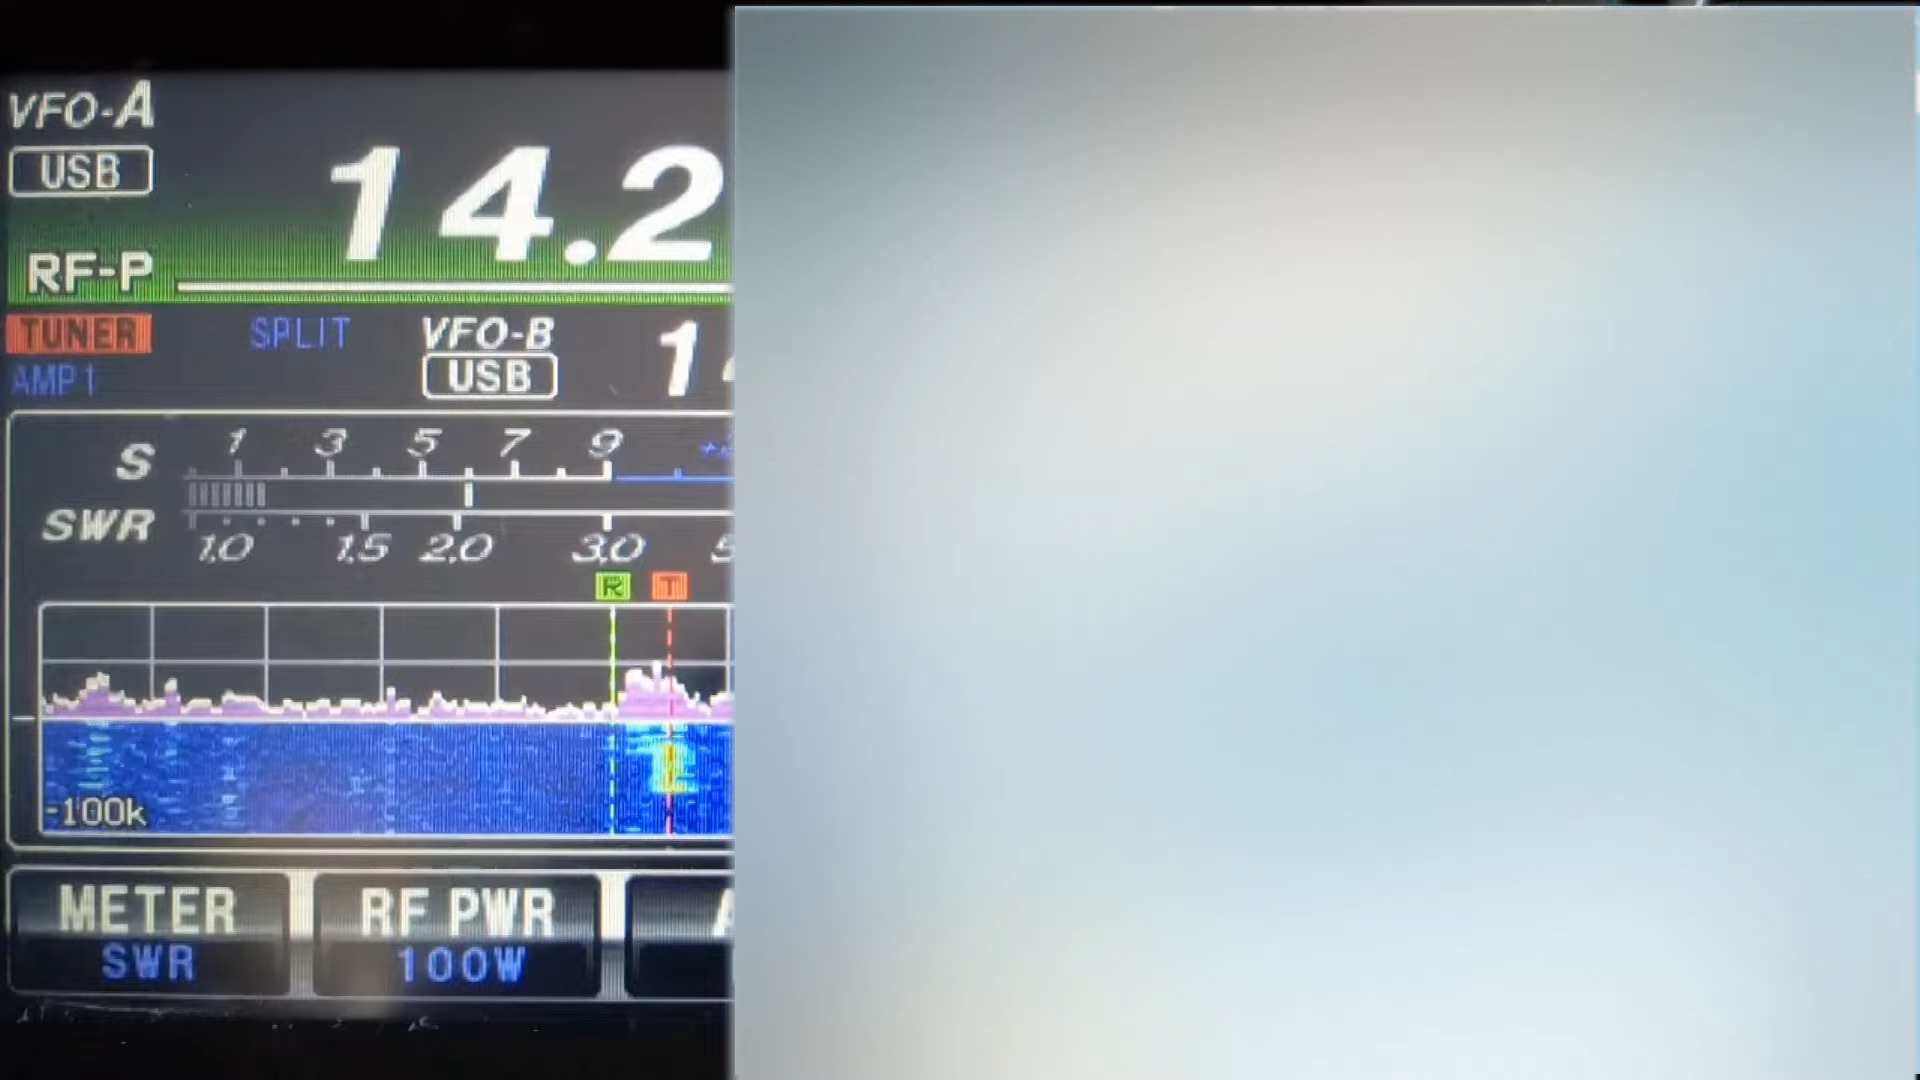 VFO-A
USB
14.2
RF-P
TUNER SPLIT VFO-B
AMP1 USB
S 1 3 5 7 9
SWR 1.0 1.5 2.0 3.0 5
R T
-100k
METER RF PWR
SWR 100W